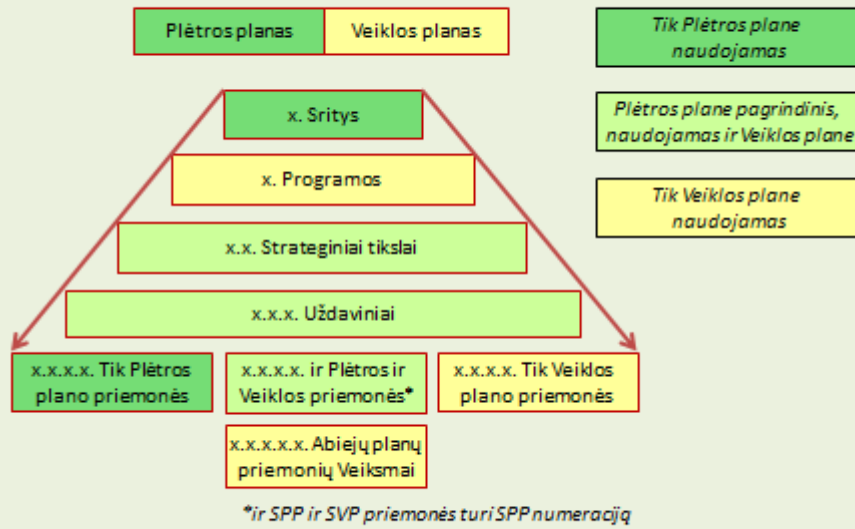 Plėtros planas
Veiklos planas
Tik Plėtros plane
naudojamas
x. Sritys
Plėtros plane pagrindinis,
naudojamas ir Veiklos plane
x. Programos
Tik Veiklos plane
naudojamas
x.x. Strateginiai tikslai
x.x.x. Uždaviniai
x.x.x.x. Tik Plėtros
plano priemonės
x.x.x.x. ir Plėtros ir
Veiklos priemonės*
x.x.x.x. Tik Veiklos
plano priemonės
x.x.x.x.x. Abiejų planų
priemonių Veiksmai
*ir SPP ir SVP priemonės turi SPP numeraciją